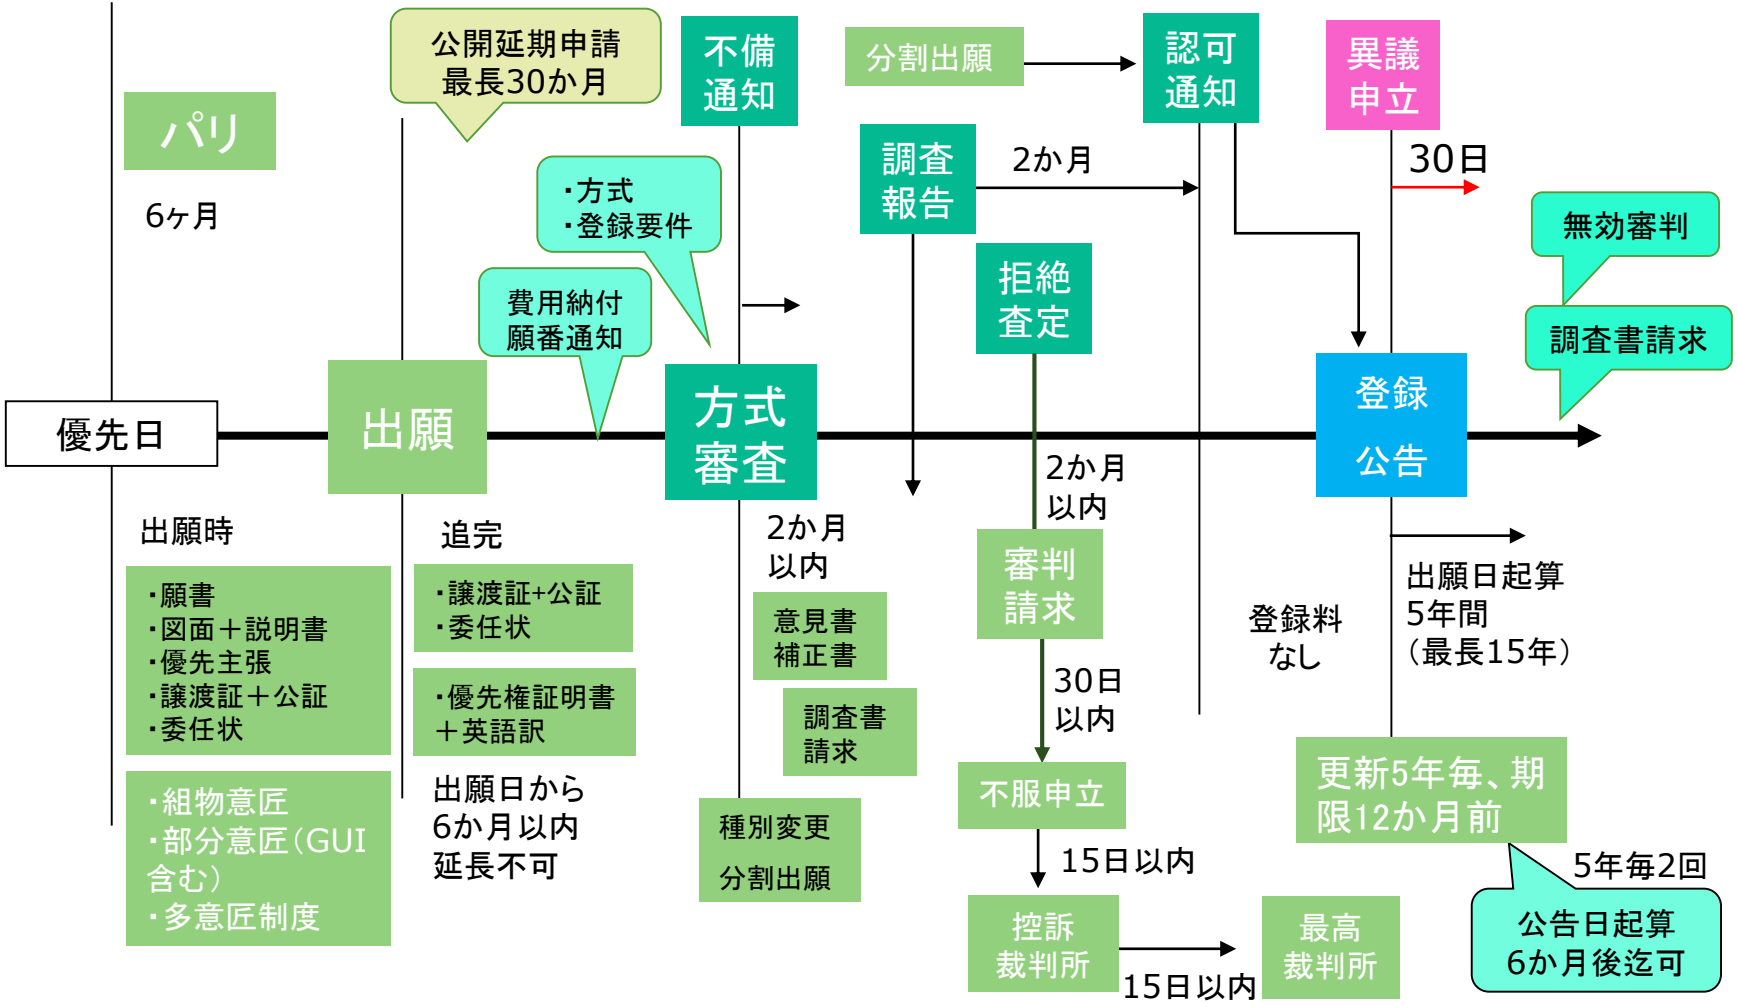 公開延期申請
最長30か月
不備
通知
分割出願
認可
通知
異議
申立
パリ
6ヶ月
・方式
・登録要件
調査
報告
2か月
30日
無効審判
費用納付
願番通知
拒絶
査定
調査書請求
優先日
出願
方式
審査
登録
公告
2か月
以内
出願時
・願書
・図面＋説明書
・優先主張
・譲渡証＋公証
・委任状
・組物意匠
・部分意匠（GUI
含む）
・多意匠制度
追完
・譲渡証+公証
・委任状
・優先権証明書
＋英語訳
出願日から
6か月以内
延長不可
2か月
以内
意見書
補正書
調査書
請求
種別変更
分割出願
審判
請求
30日
以内
不服申立
15日以内
控訴
裁判所
15日以内
最高
裁判所
登録料
なし
出願日起算
5年間
（最長15年）
更新5年毎、期
限12か月前
5年毎2回
公告日起算
6か月後迄可